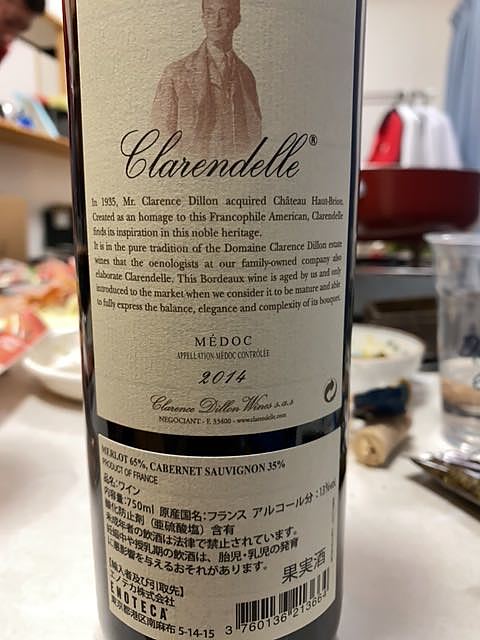 Clarendelle®
In 1935, Mr. Clarence Dillon acquired Château Haut-Brion.
Created as an homage to this Francophile American, Clarendelle
finds its inspiration in this noble heritage.
It is in the pure tradition of the Domaine Clarence Dillon estate
wines that the oenologists at our family-owned company also
elaborate Clarendelle. This Bordeaux wine is aged by us and only
introduced to the market when we consider it to be mature and able
to fully express the balance, elegance and complexity of its bouquet.
MÉDOC
APPELLATION MÉDOC CONTRÔLÉE
2014
Clarence Dillon Wines s.a.s
NEGOCIANT - F. 33600 - www.clarendelle.com
MERLOT 65%, CABERNET SAUVIGNON 35%
PRODUCT OF FRANCE
品名:ワイン
内容量:750ml 原産国名:フランス アルコール分:13%
酸化防止剤(亜硫酸塩)含有
未成年者の飲酒は法律で禁止されています。
妊娠中や授乳期の飲酒は、胎児・乳児の発育
に悪影響を与えるおそれがあります。
果実酒
【輸入者及び引取先】
エノテカ株式会社
ENOTECA
東京都港区南麻布 5-14-15
3 760136 213664